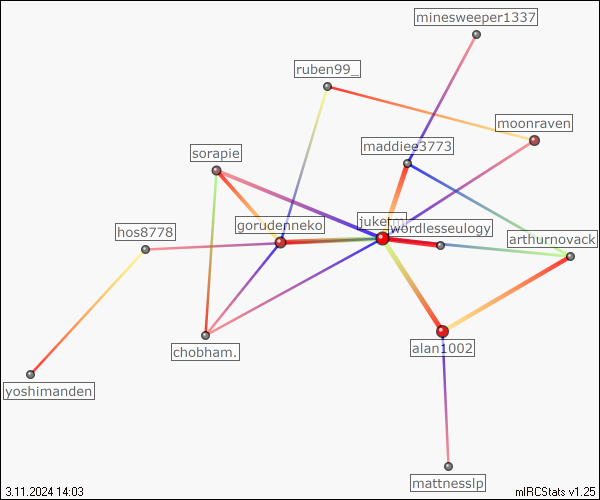 minesweeper1337
ruben99_
moonraven
maddiee3773
sorapie
gorudenneko
wordlesseulogy
hos8778
arthurnovack
chobham.
alan1002
yoshimanden
mattnesslp
3.11.2024 14:03
mIRCStats v1.25